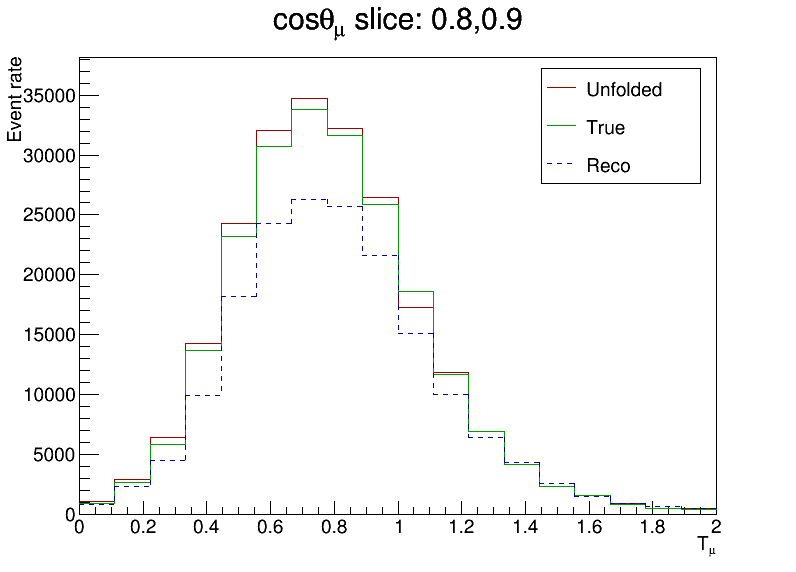 cosθμ slice: 0.8,0.9
Event rate
Unfolded
True
Reco
35000
30000
25000
20000
15000
10000
5000
0
0 0.2 0.4 0.6 0.8 1 1.2 1.4 1.6 1.8 2
Tμ